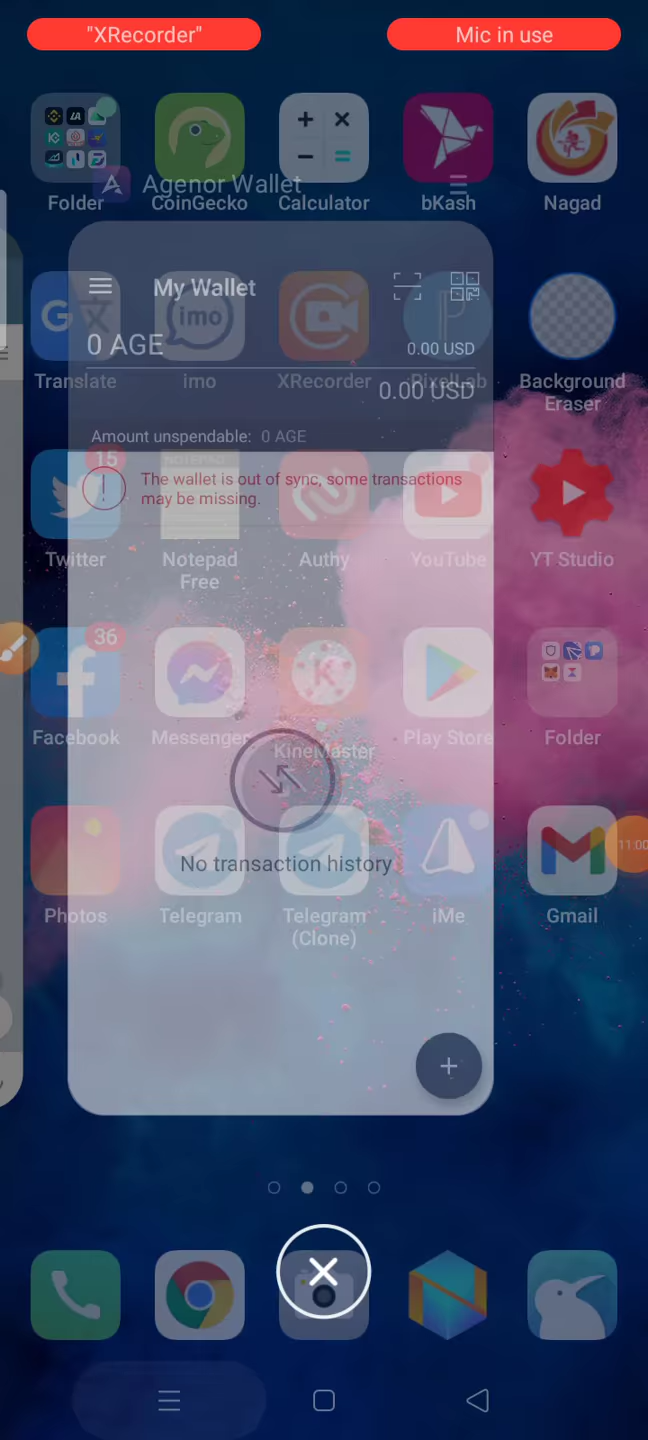 "XRecorder"
Mic in use
Folder
CoinGecko
Calculator
bKash
Nagad
Agenor Wallet
My Wallet
0 AGE
0.00 USD
0.00 USD
Amount unspendable: 0 AGE
Translate
imo
imo
XRecorder
PixelLab
Background
Eraser
15
The wallet is out of sync, some transactions
may be missing.
NOTEPAD
Twitter
Notepad
Free
Authy
YouTube
YT Studio
36
Facebook
Messenger
KineMaster
Play Store
Folder
No transaction history
11:00
Photos
Telegram
Telegram
(Clone)
iMe
Gmail